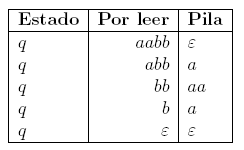 Estado Por leer Pila
q aabb ε
q abb a
q bb aa
q b a
q ε ε